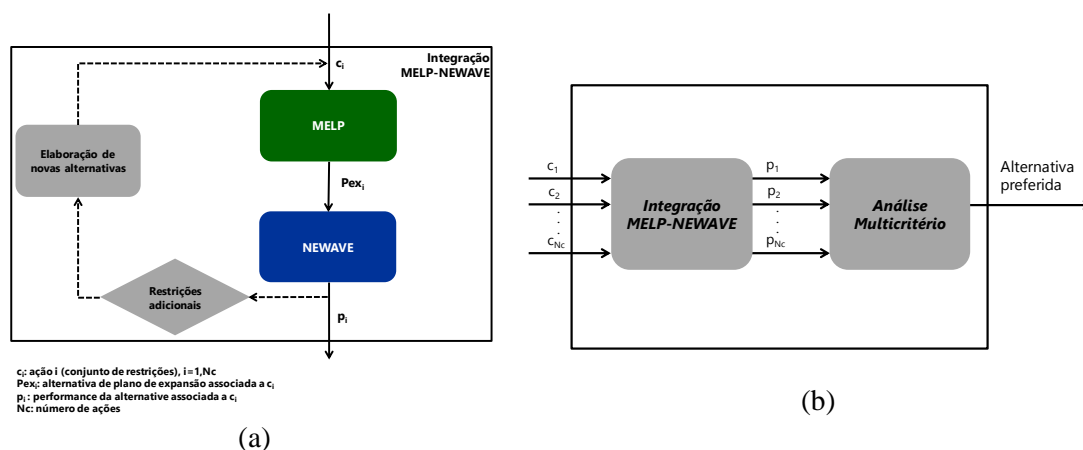 Integração
MELP-NEWAVE
cᵢ
MELP
Elaboração de
novas alternativas
Pexᵢ
NEWAVE
Restrições
adicionais
pᵢ
cᵢ: ação i (conjunto de restrições), i=1,Nc
Pexᵢ: alternativa de plano de expansão associada a cᵢ
pᵢ : performance da alternative associada a cᵢ
Nc: número de ações
(a)
c₁
c₂
.
.
.
c_Nc
Integração
MELP-NEWAVE
p₁
p₂
.
.
.
p_Nc
Análise
Multicritério
Alternativa
preferida
(b)